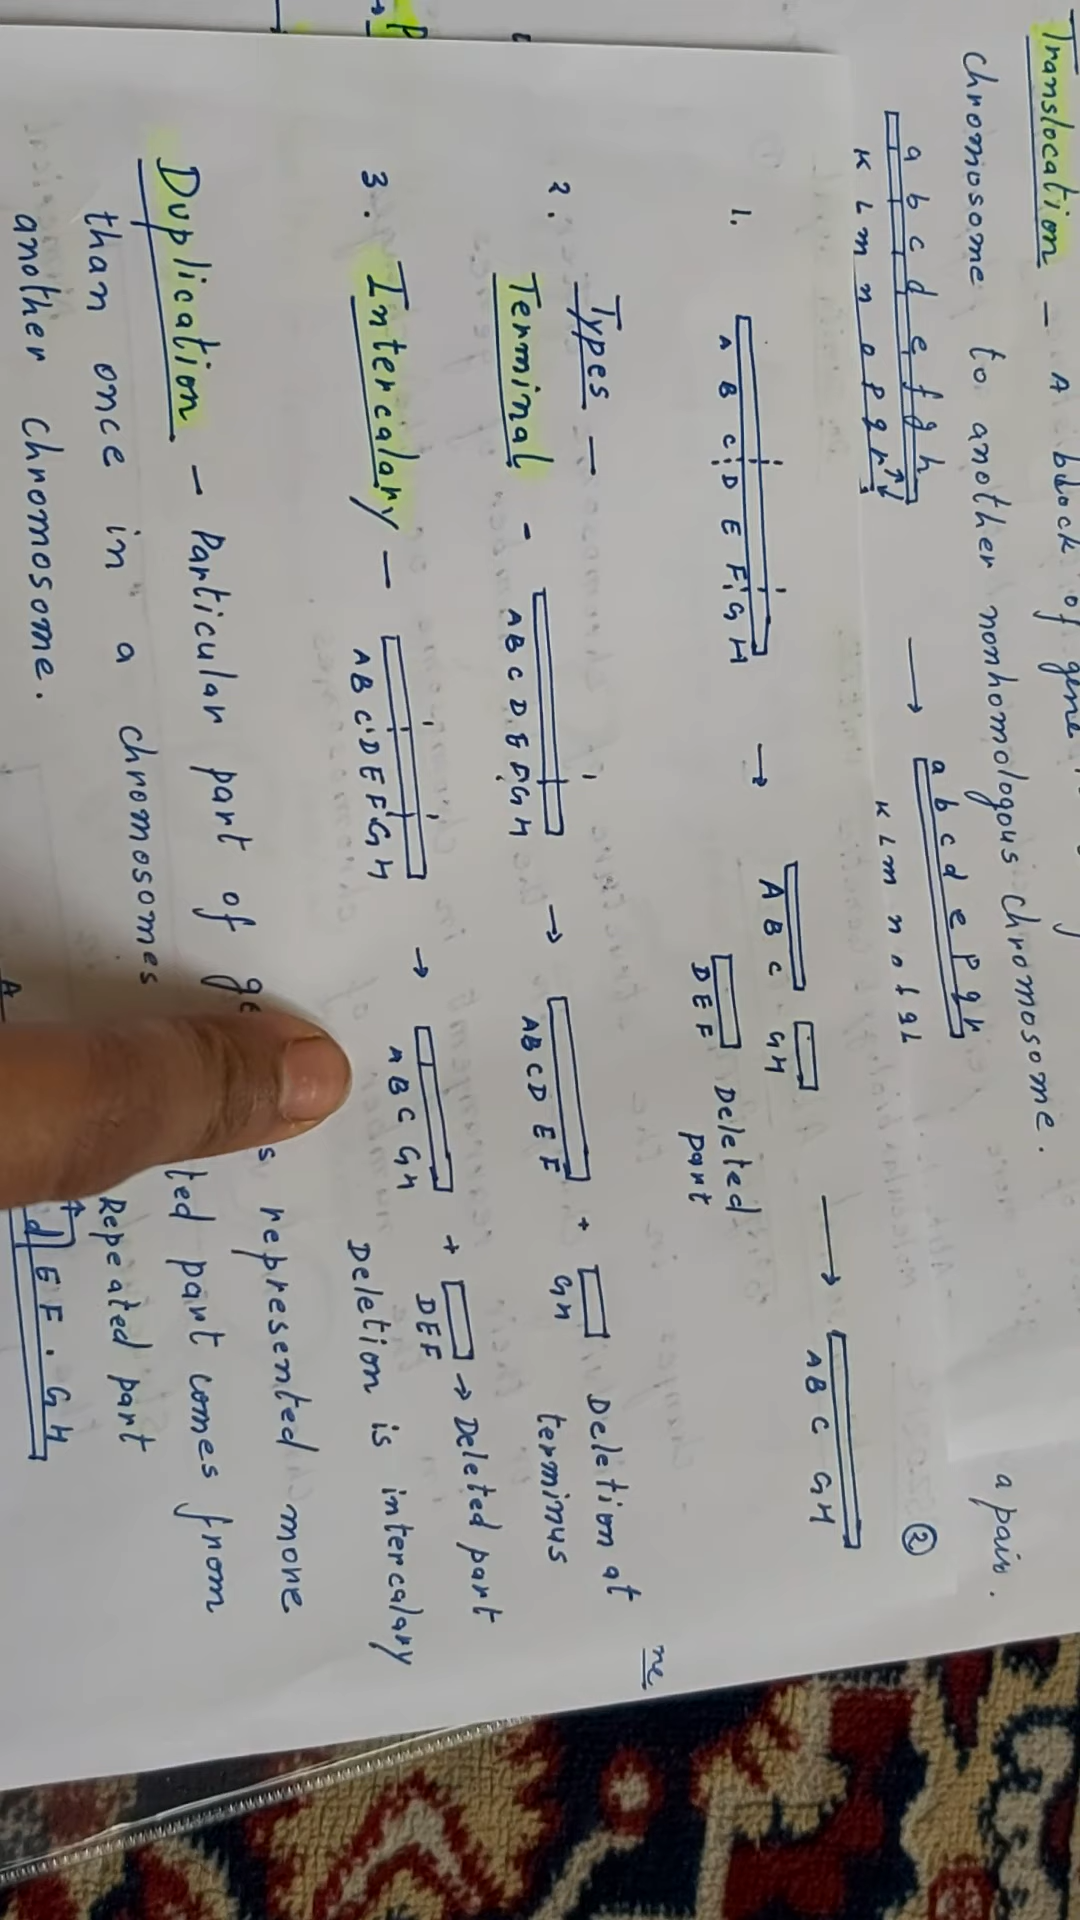 Translocation - A block of gene
chromosome to another nonhomologous chromosome.
a pair.
a b c d e f g h → a b c d e p q r
K L m n o p q r K L m n o f g h
②
1. A B C D E F G H → A B C G H → A B C G H
D E F Deleted
part
Types -
2. Terminal - A B C D E F G H → A B C D E F + G H Deletion at
terminus
3. Intercalary - A B C D E F G H → A B C G H + D E F → Deleted part
Deletion is intercalary
Duplication - Particular part of represented more
than once in a chromosomes part comes from
another chromosome. Repeated part
d E F . G H